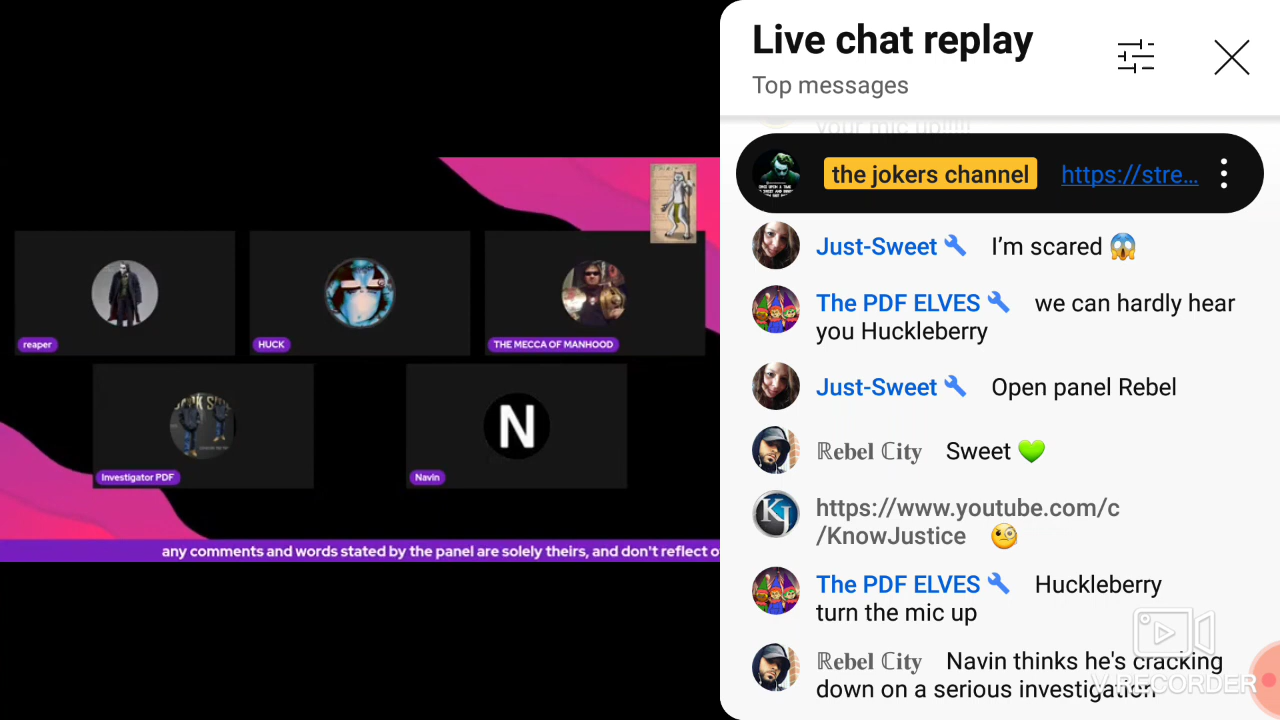 Live chat replay
Top messages
your mic up!!!!
the jokers channel https://stre...
Just-Sweet I’m scared 😱
The PDF ELVES we can hardly hear
you Huckleberry
Just-Sweet Open panel Rebel
ℝ𝐞𝐛𝐞𝐥 ℂ𝐢𝐭𝐲 Sweet 💚
KJ
https://www.youtube.com/c
/KnowJustice 🧐
The PDF ELVES Huckleberry
turn the mic up
ℝ𝐞𝐛𝐞𝐥 ℂ𝐢𝐭𝐲 Navin thinks he's cracking
down on a serious investigation
V RECORDER
reaper
HUCK
THE MECCA OF MANHOOD
Investigator PDF
N
Navin
any comments and words stated by the panel are solely theirs, and don't reflect o